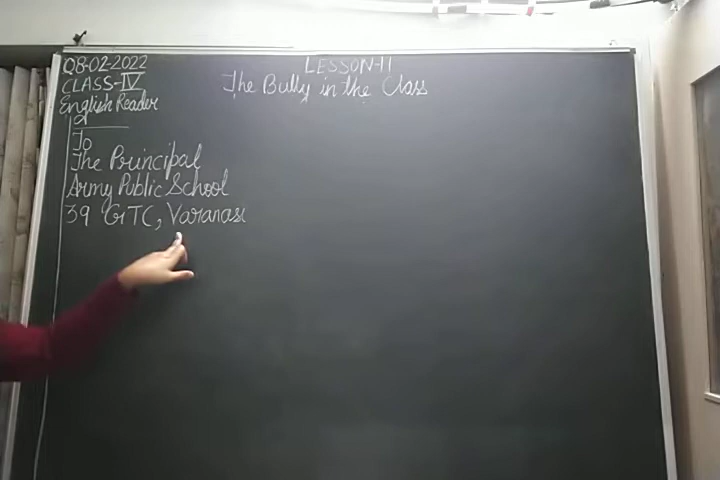 08-02-2022
LESSON-11
CLASS-IV
The Bully in the Class
English Reader
To
The Principal
Army Public School
39 GTC, Varanasi